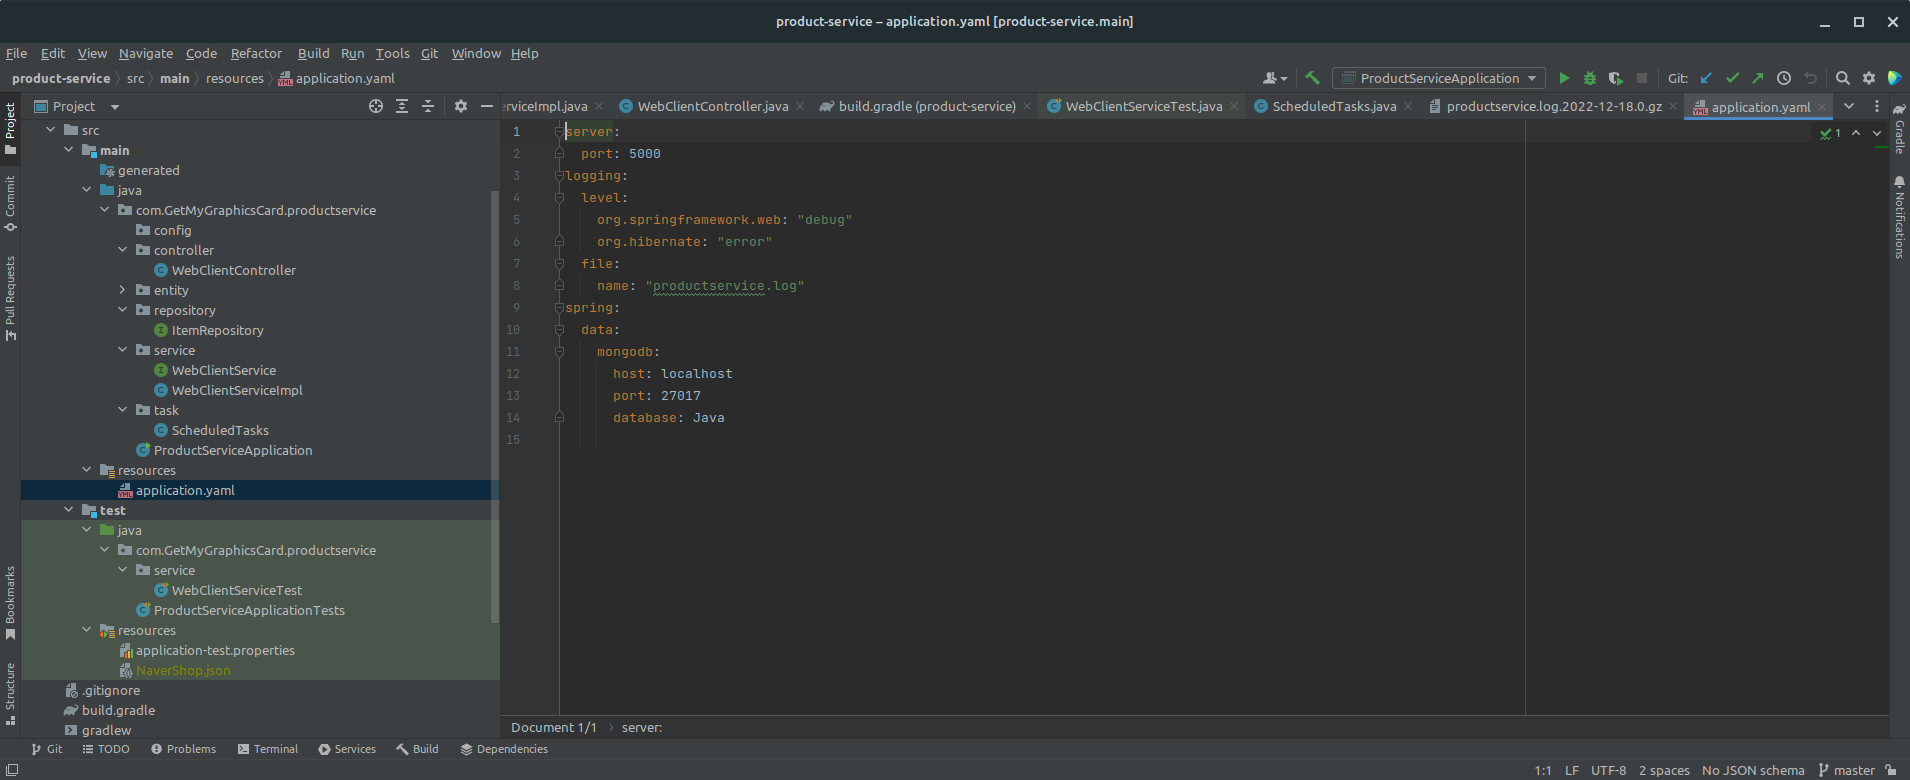 product-service – application.yaml [product-service.main]
File Edit View Navigate Code Refactor Build Run Tools Git Window Help
product-service src main resources application.yaml
ProductServiceApplication Git:
Project
erviceImpl.java WebClientController.java build.gradle (product-service) WebClientServiceTest.java ScheduledTasks.java productservice.log.2022-12-18.0.gz application.yaml
Project
Commit
Pull Requests
Bookmarks
Structure
src
main
generated
java
com.GetMyGraphicsCard.productservice
config
controller
WebClientController
entity
repository
ItemRepository
service
WebClientService
WebClientServiceImpl
task
ScheduledTasks
ProductServiceApplication
resources
application.yaml
test
java
com.GetMyGraphicsCard.productservice
service
WebClientServiceTest
ProductServiceApplicationTests
resources
application-test.properties
NaverShop.json
.gitignore
build.gradle
gradlew
1 server:
2 port: 5000
3 logging:
4 level:
5 org.springframework.web: "debug"
6 org.hibernate: "error"
7 file:
8 name: "productservice.log"
9 spring:
10 data:
11 mongodb:
12 host: localhost
13 port: 27017
14 database: Java
15
1
Gradle
Notifications
Document 1/1 server:
Git TODO Problems Terminal Services Build Dependencies
1:1 LF UTF-8 2 spaces No JSON schema master